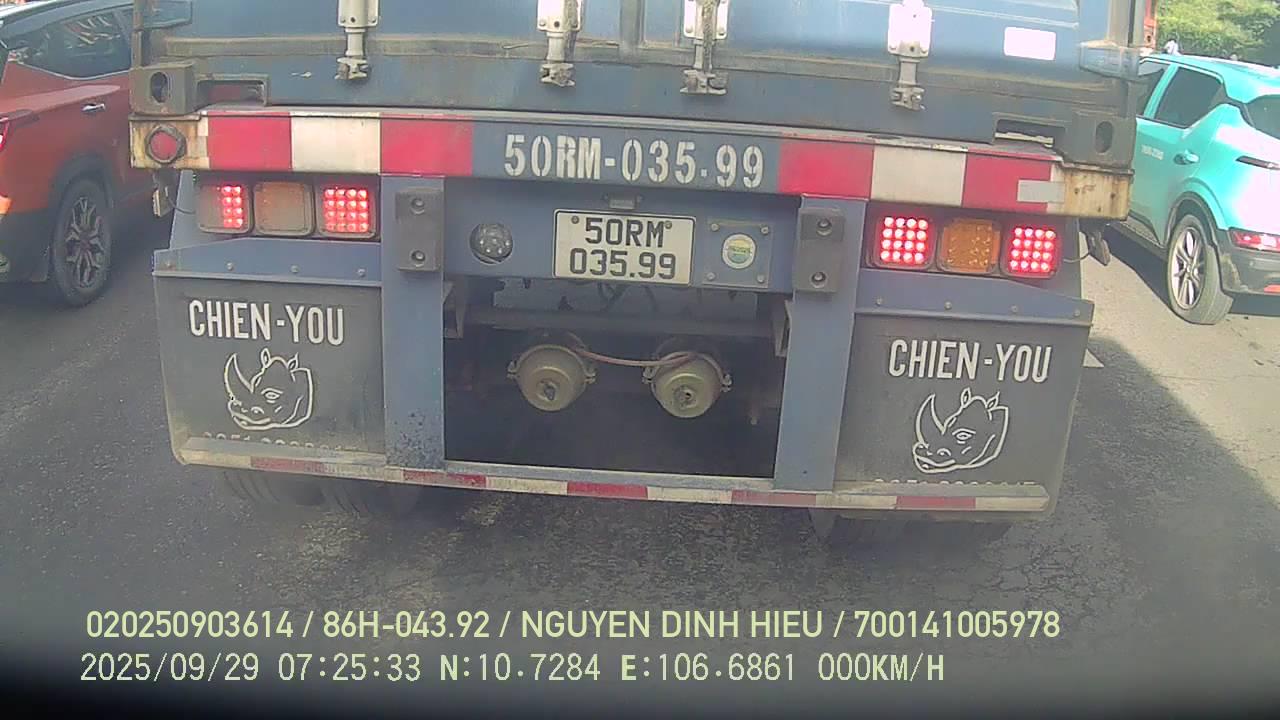 50RM-035.99
50RM
035.99
CHIEN-YOU
CHIEN-YOU
020250903614 / 86H-043.92 / NGUYEN DINH HIEU / 700141005978
2025/09/29 07:25:33 N:10.7284 E:106.6861 000KM/H